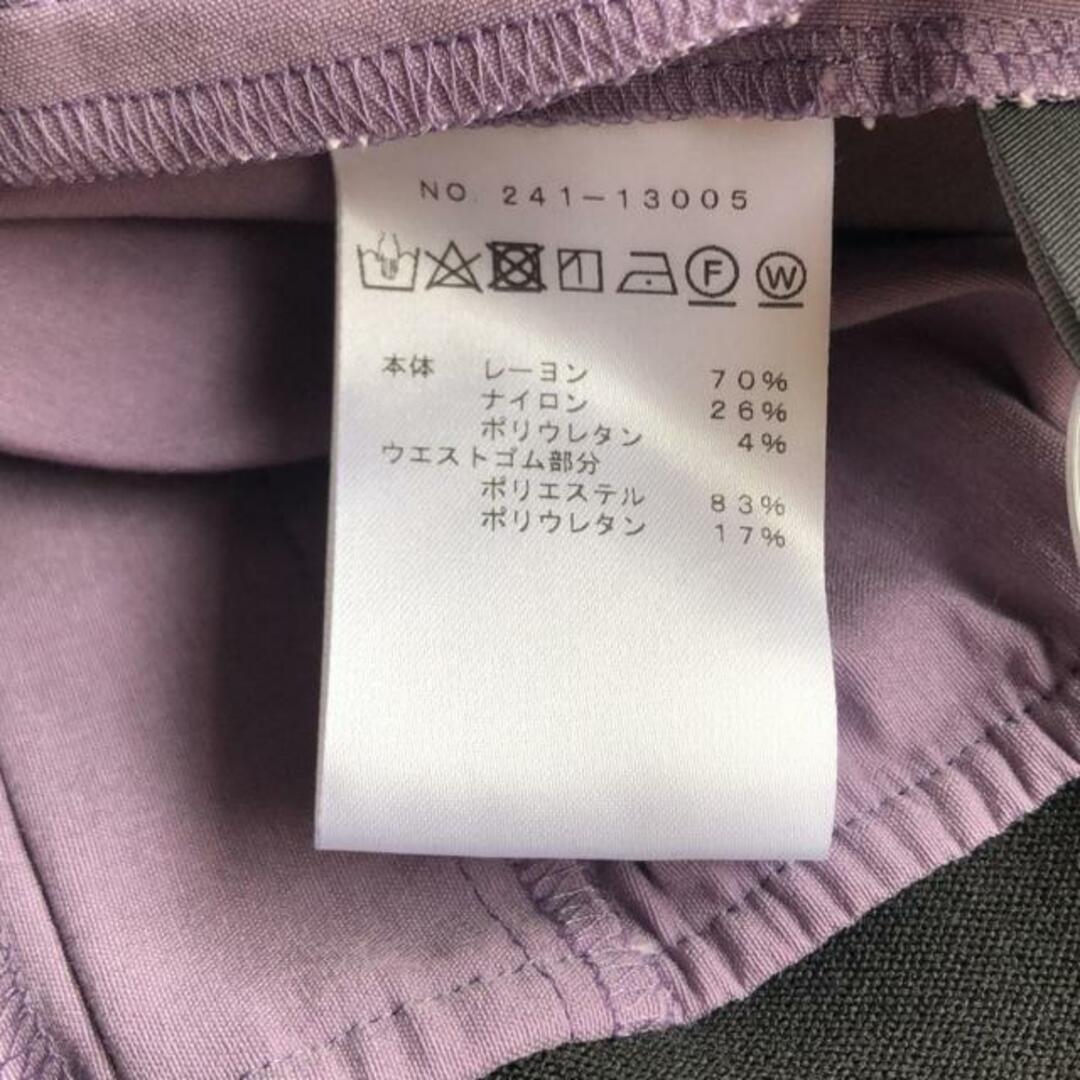 NO. 241-13005
F W
本体 レーヨン 70%
ナイロン 26%
ポリウレタン 4%
ウエストゴム部分
ポリエステル 83%
ポリウレタン 17%